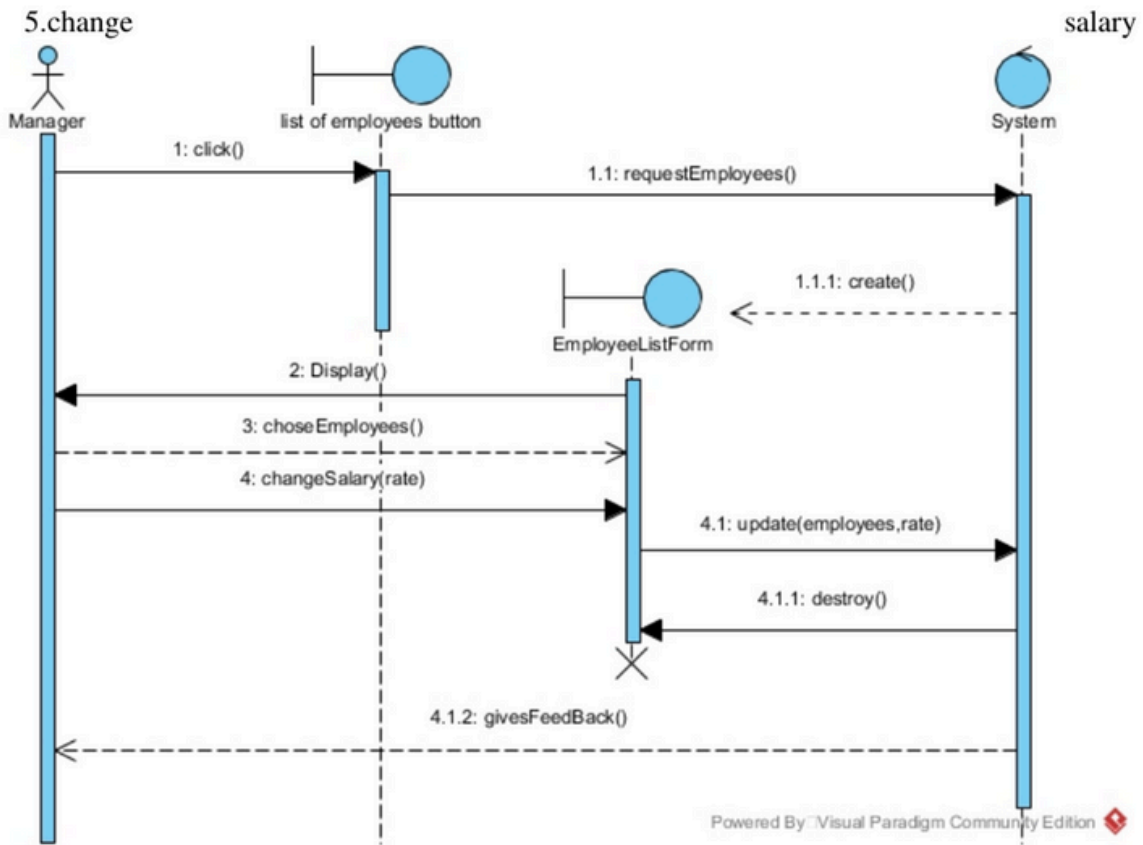 5.change salary
Manager
list of employees button
System
1: click()
1.1: requestEmployees()
1.1.1: create()
EmployeeListForm
2: Display()
3: choseEmployees()
4: changeSalary(rate)
4.1: update(employees,rate)
4.1.1: destroy()
4.1.2: givesFeedBack()
Powered By Visual Paradigm Community Edition